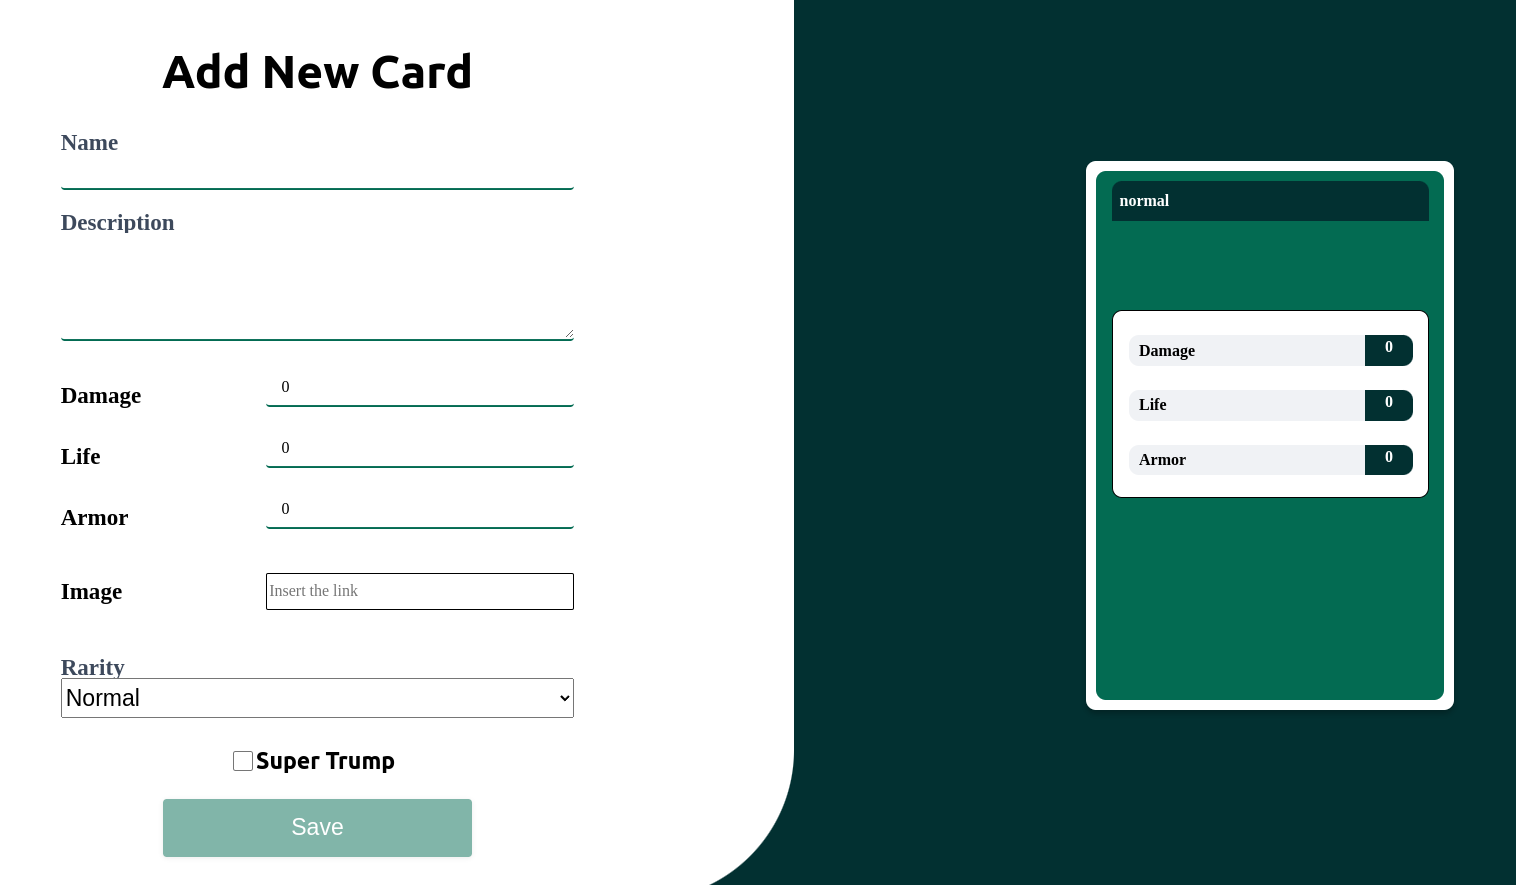 Add New Card
Name
Description
Damage 0
Life 0
Armor 0
Image Insert the link
Rarity
Normal
Super Trump
Save
normal
Damage 0
Life 0
Armor 0